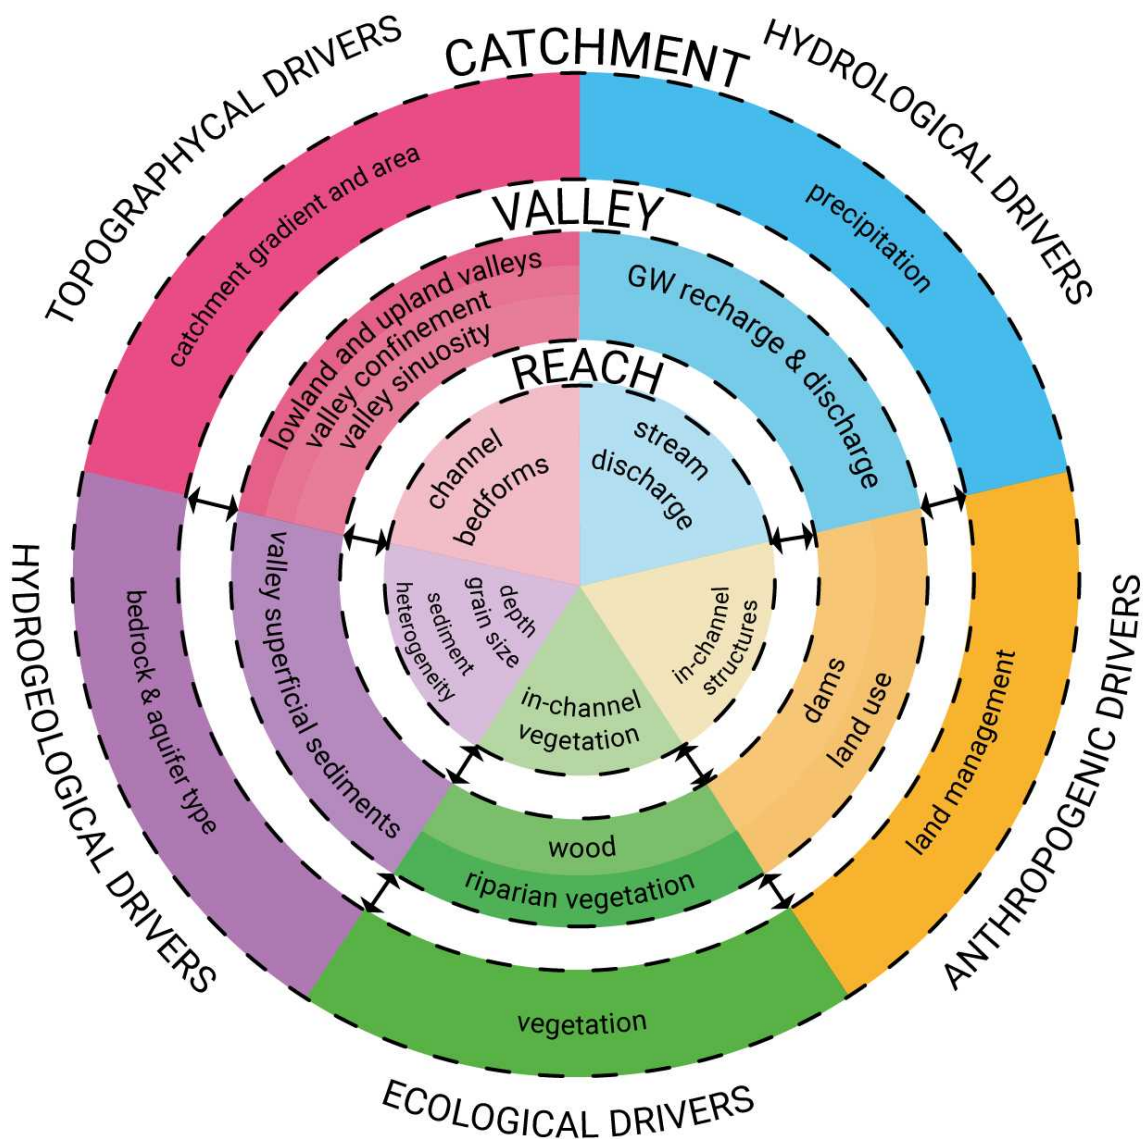 CATCHMENT
VALLEY
REACH
TOPOGRAPHYCAL DRIVERS
catchment gradient and area
lowland and upland valleys
valley confinement
valley sinuosity
channel
bedforms
HYDROLOGICAL DRIVERS
precipitation
GW recharge & discharge
stream
discharge
ANTHROPOGENIC DRIVERS
land management
land use
dams
in-channel
structures
ECOLOGICAL DRIVERS
vegetation
riparian vegetation
wood
in-channel
vegetation
HYDROGEOLOGICAL DRIVERS
bedrock & aquifer type
valley superficial sediments
depth
grain size
sediment
heterogeneity